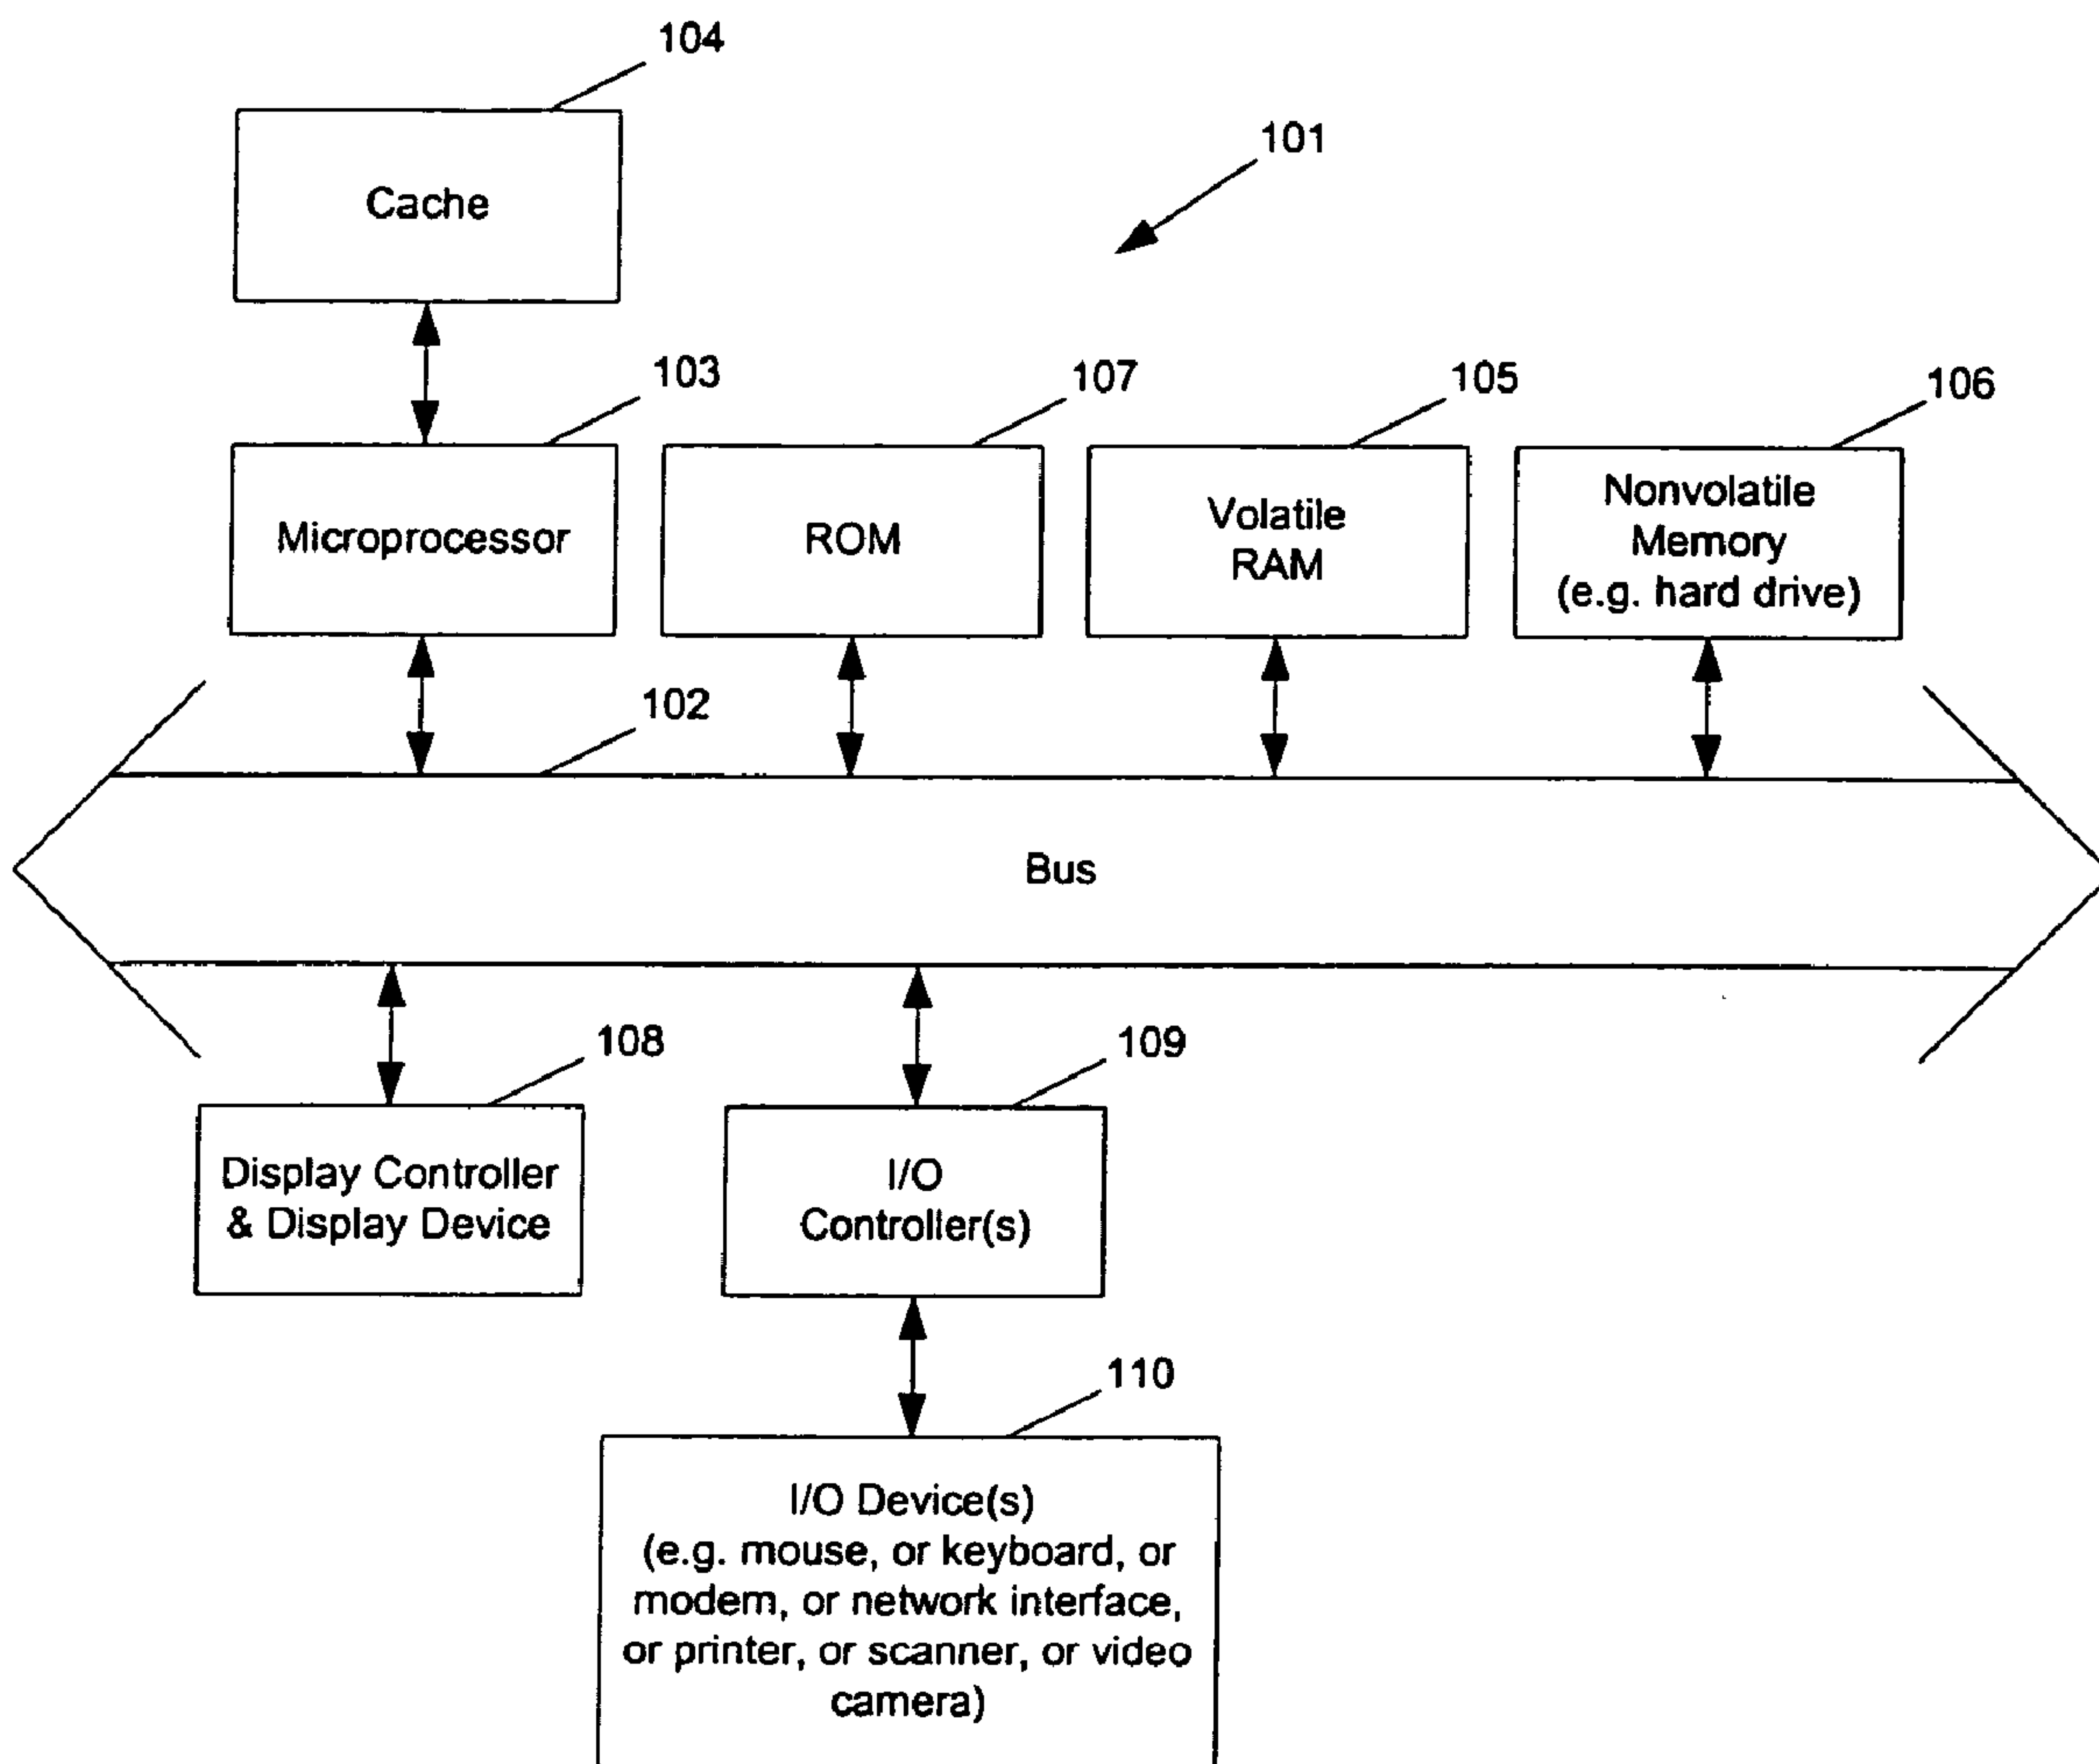 104
101
Cache
103
107
105
106
Microprocessor
ROM
Volatile
RAM
Nonvolatile
Memory
(e.g. hard drive)
102
Bus
108
109
Display Controller
& Display Device
I/O
Controller(s)
110
I/O Device(s)
(e.g. mouse, or keyboard, or
modem, or network interface,
or printer, or scanner, or video
camera)